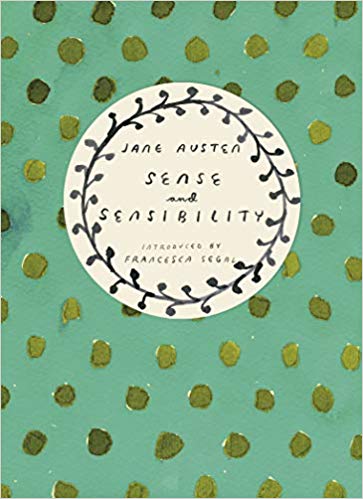 JANE AUSTEN
SENSE
and
SENSIBILITY
INTRODUCED BY
FRANCESCA SEGAL